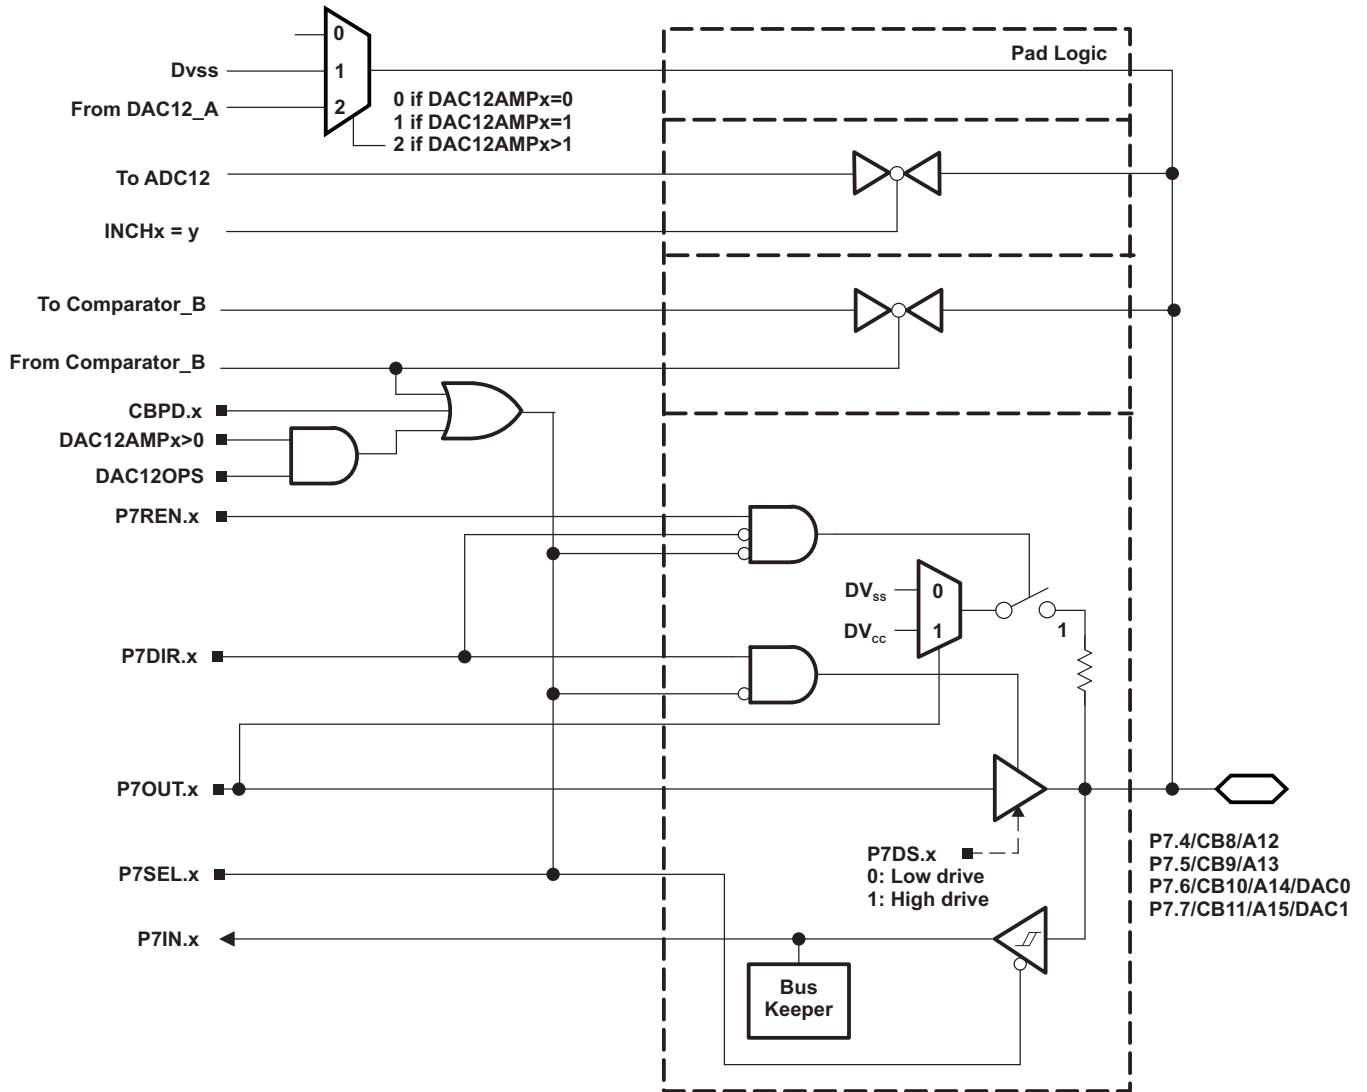 0
Pad Logic
Dvss
1
From DAC12_A
2
0 if DAC12AMPx=0
1 if DAC12AMPx=1
2 if DAC12AMPx>1
To ADC12
INCHx = y
To Comparator_B
From Comparator_B
CBPD.x
DAC12AMPx>0
DAC12OPS
P7REN.x
DVss
0
DVcc
1
1
P7DIR.x
P7OUT.x
P7DS.x
0: Low drive
1: High drive
P7.4/CB8/A12
P7.5/CB9/A13
P7.6/CB10/A14/DAC0
P7.7/CB11/A15/DAC1
P7SEL.x
P7IN.x
Bus
Keeper